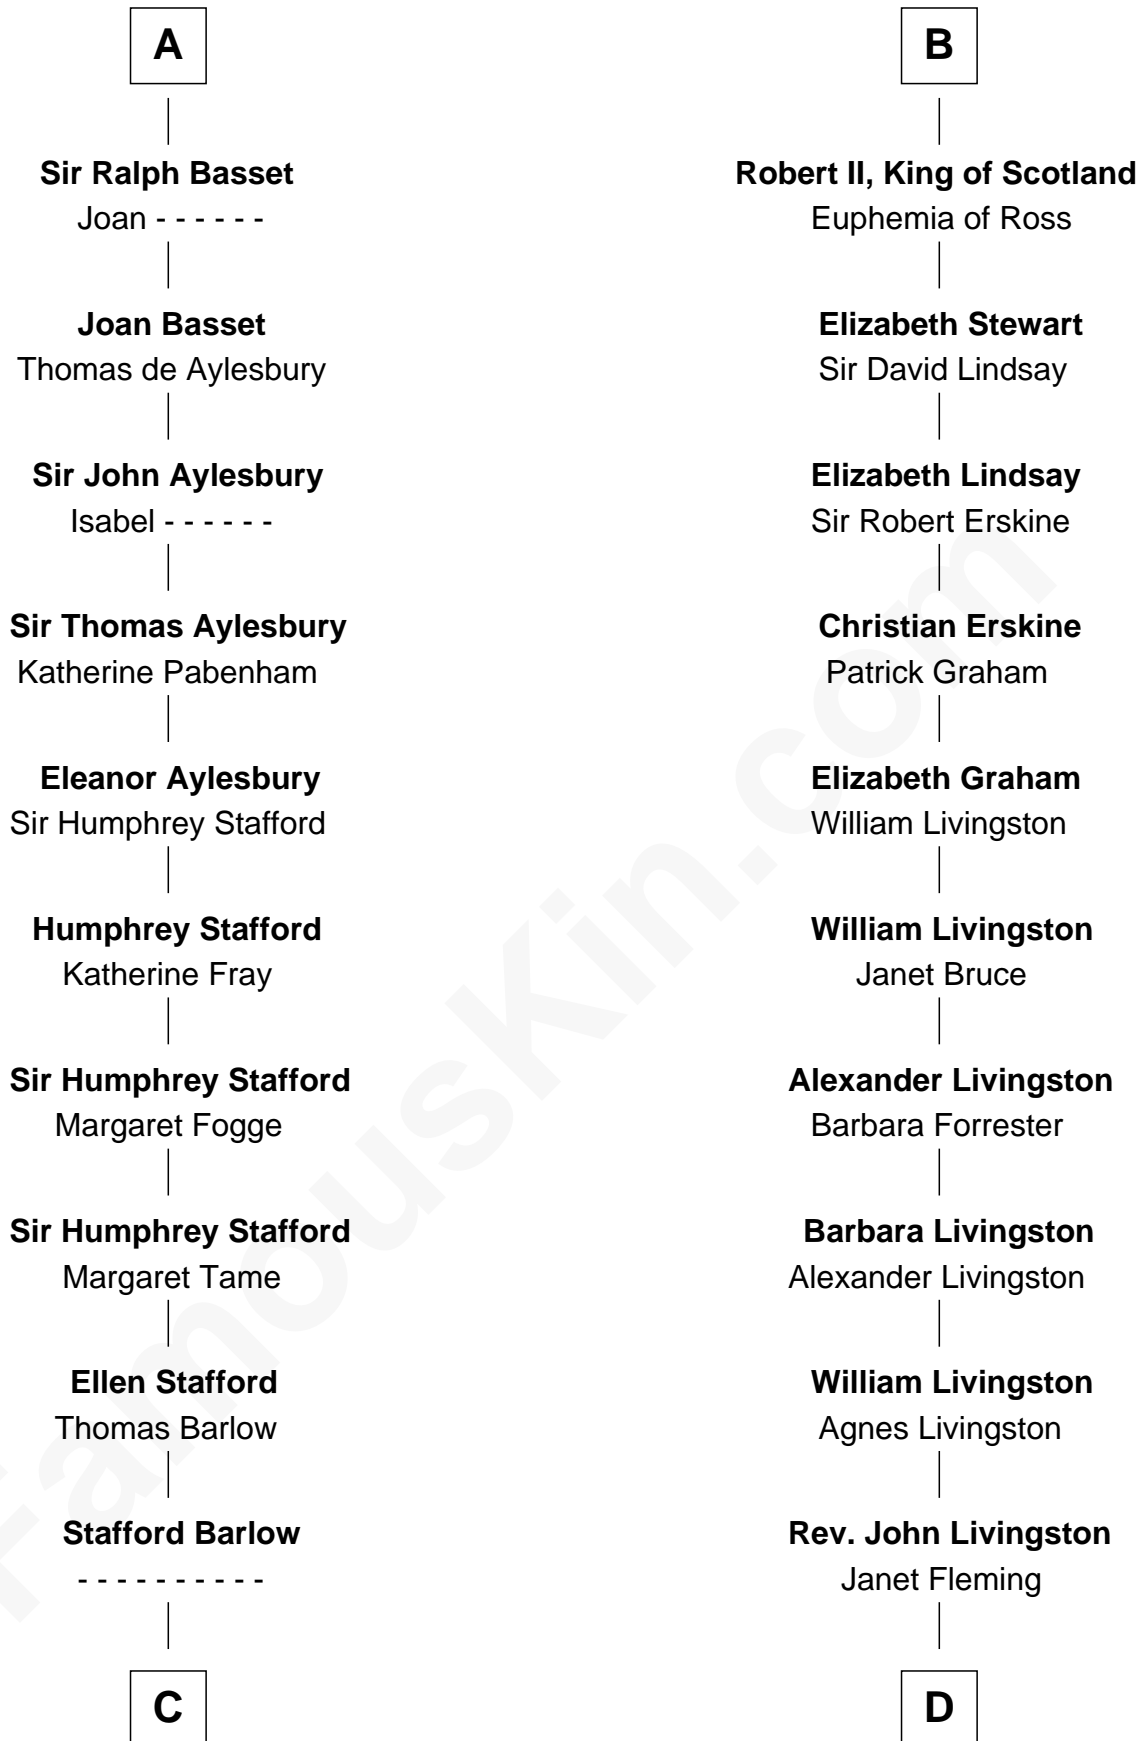 A
Sir Ralph Basset
Joan - - - - - -
Joan Basset
Thomas de Aylesbury
Sir John Aylesbury
Isabel - - - - - -
Sir Thomas Aylesbury
Katherine Pabenham
Eleanor Aylesbury
Sir Humphrey Stafford
Humphrey Stafford
Katherine Fray
Sir Humphrey Stafford
Margaret Fogge
Sir Humphrey Stafford
Margaret Tame
Ellen Stafford
Thomas Barlow
Stafford Barlow
- - - - - - - - - -
C
B
Robert II, King of Scotland
Euphemia of Ross
Elizabeth Stewart
Sir David Lindsay
Elizabeth Lindsay
Sir Robert Erskine
Christian Erskine
Patrick Graham
Elizabeth Graham
William Livingston
William Livingston
Janet Bruce
Alexander Livingston
Barbara Forrester
Barbara Livingston
Alexander Livingston
William Livingston
Agnes Livingston
Rev. John Livingston
Janet Fleming
D
FamousKin.com